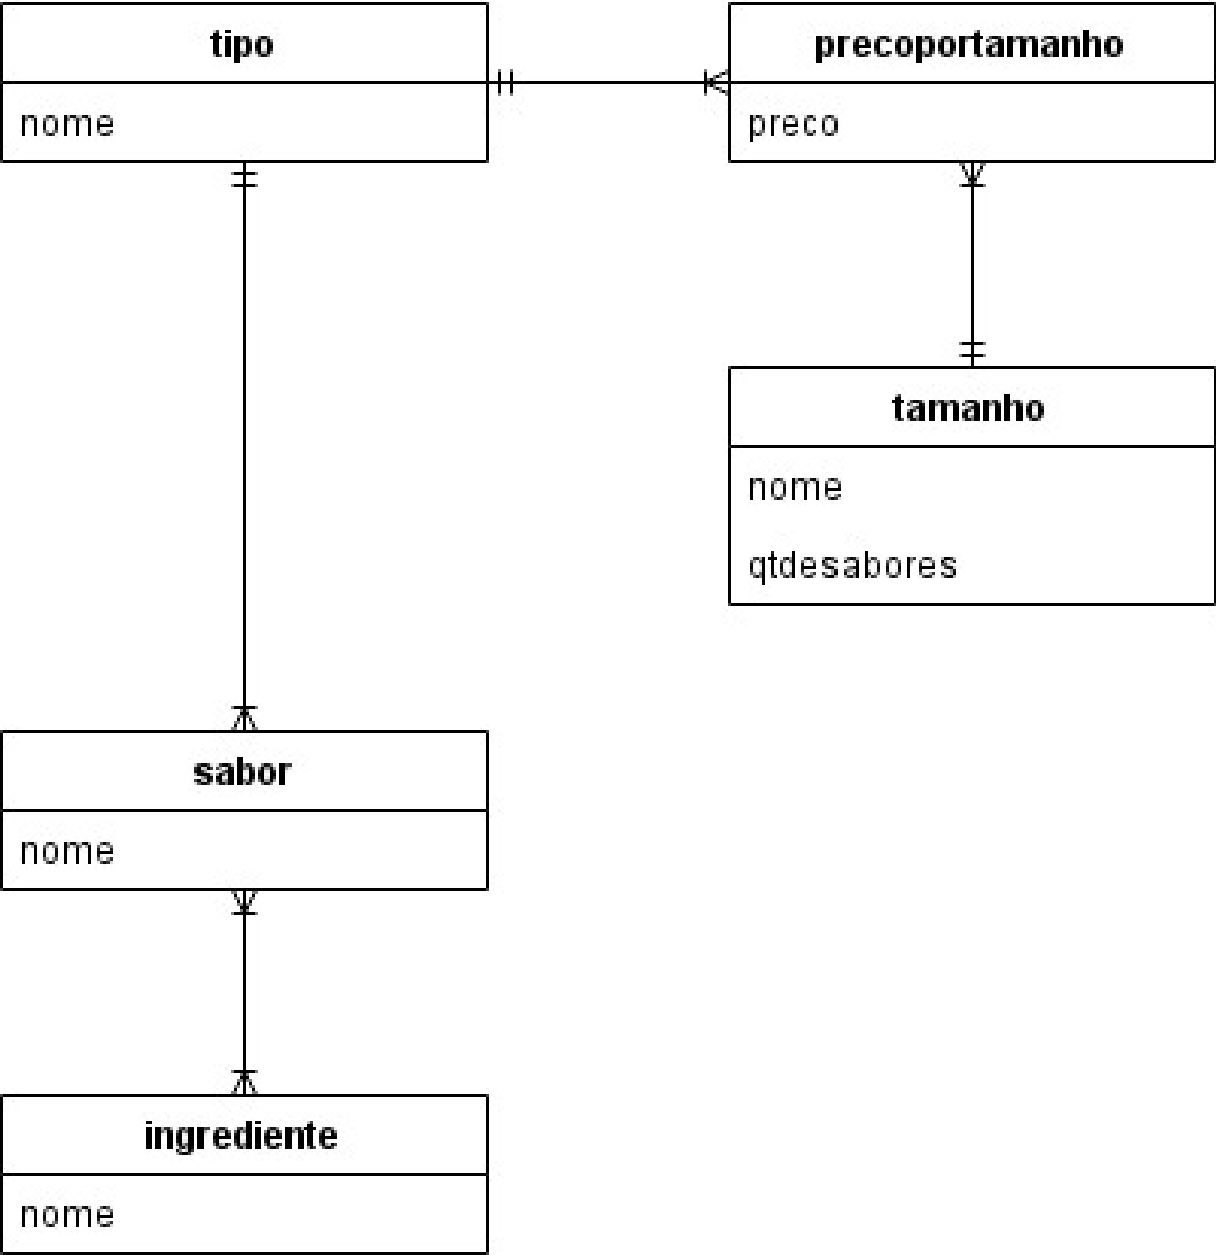 tipo
nome
precoportamanho
preco
tamanho
nome
qtdesabores
sabor
nome
ingrediente
nome